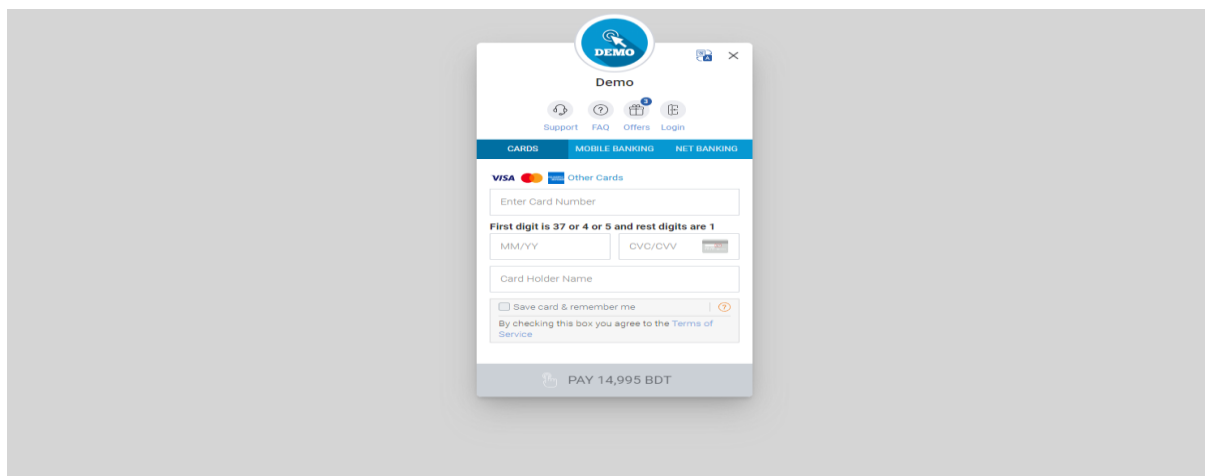 DEMO
Demo
3
Support FAQ Offers Login
CARDS MOBILE BANKING NET BANKING
VISA Other Cards
Enter Card Number
First digit is 37 or 4 or 5 and rest digits are 1
MM/YY CVC/CVV
Card Holder Name
Save card & remember me ?
By checking this box you agree to the Terms of
Service
PAY 14,995 BDT